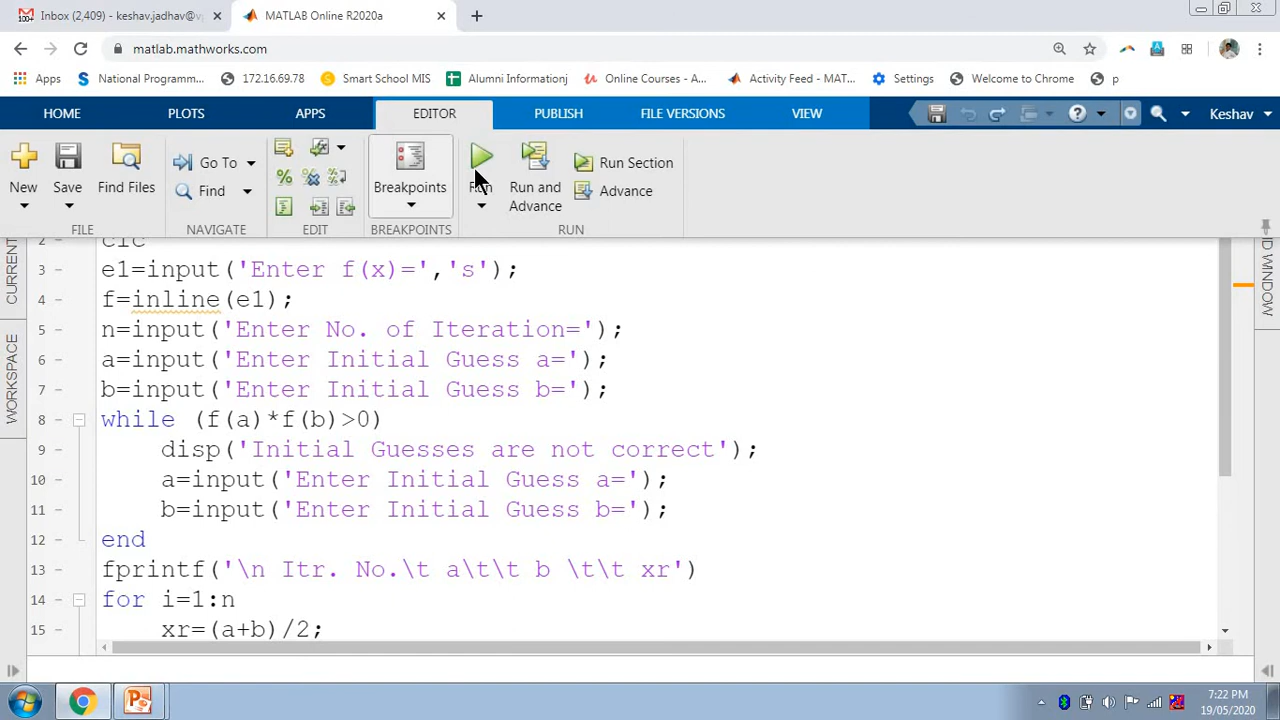 Inbox (2,409) - keshav.jadhav@v
MATLAB Online R2020a
matlab.mathworks.com
Apps
National Programm...
172.16.69.78
Smart School MIS
Alumni Informationj
Online Courses - A...
Activity Feed - MAT...
Settings
Welcome to Chrome
p
HOME
PLOTS
APPS
EDITOR
PUBLISH
FILE VERSIONS
VIEW
Keshav
New
Save
Find Files
Go To
Find
Breakpoints
Run
Run and Advance
Run Section
Advance
FILE
NAVIGATE
EDIT
BREAKPOINTS
RUN
CURRENT
WORKSPACE
D WINDOW
2 clc
3 e1=input('Enter f(x)=','s');
4 f=inline(e1);
5 n=input('Enter No. of Iteration=');
6 a=input('Enter Initial Guess a=');
7 b=input('Enter Initial Guess b=');
8 while (f(a)*f(b)>0)
9 disp('Initial Guesses are not correct');
10 a=input('Enter Initial Guess a=');
11 b=input('Enter Initial Guess b=');
12 end
13 fprintf('\n Itr. No.\t a\t\t b \t\t xr')
14 for i=1:n
15 xr=(a+b)/2;
7:22 PM
19/05/2020